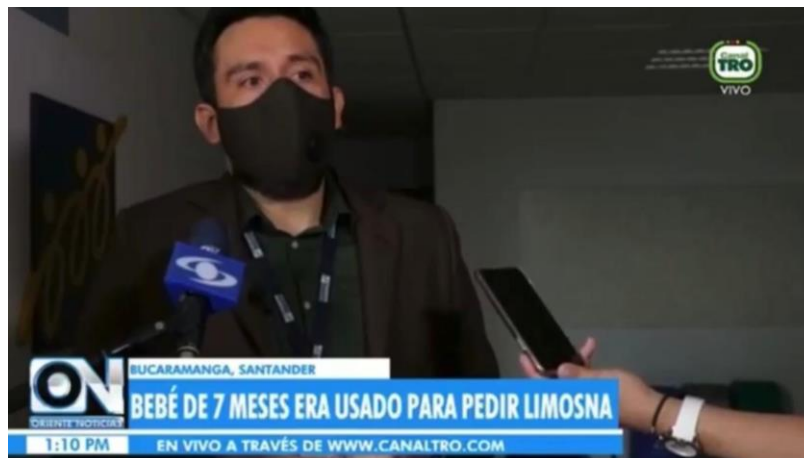 Canal
TRO
VIVO
BUCARAMANGA, SANTANDER
ON
BEBÉ DE 7 MESES ERA USADO PARA PEDIR LIMOSNA
ORIENTE NOTICIAS
1:10 PM
EN VIVO A TRAVÉS DE WWW.CANALTRO.COM